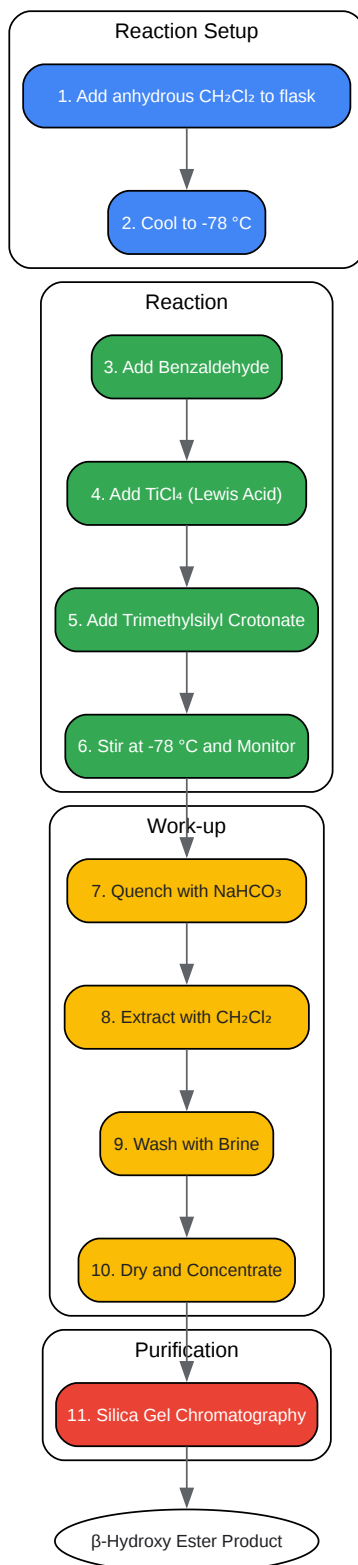 Reaction Setup
1. Add anhydrous CH₂Cl₂ to flask
2. Cool to -78 °C
Reaction
3. Add Benzaldehyde
4. Add TiCl₄ (Lewis Acid)
5. Add Trimethylsilyl Crotonate
6. Stir at -78 °C and Monitor
Work-up
7. Quench with NaHCO₃
8. Extract with CH₂Cl₂
9. Wash with Brine
10. Dry and Concentrate
Purification
11. Silica Gel Chromatography
β-Hydroxy Ester Product